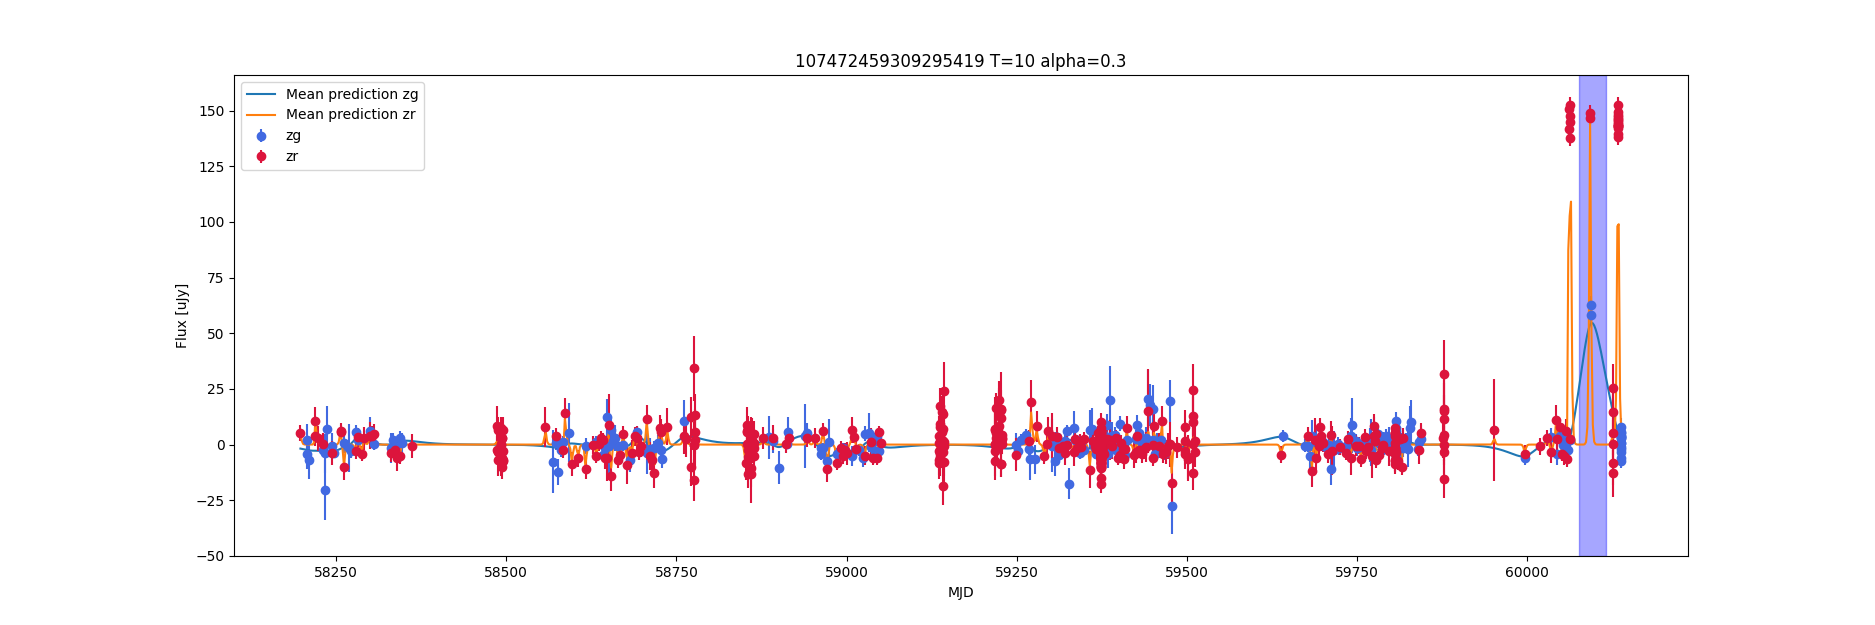 107472459309295419 T=10 alpha=0.3
Mean prediction zg
Mean prediction zr
zg
zr
150
125
100
75
50
25
0
−25
−50
Flux [uJy]
58250 58500 58750 59000 59250 59500 59750 60000
MJD